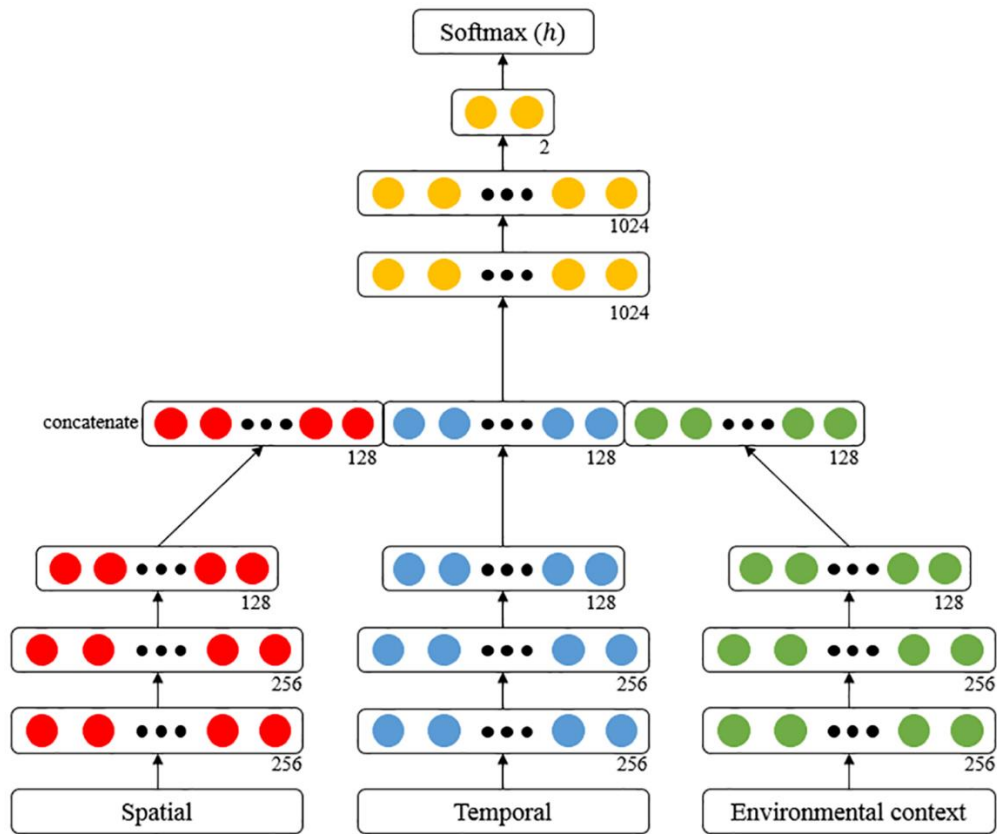 Softmax (h)
2
1024
1024
concatenate
128 128 128
128 128 128
256 256 256
256 256 256
Spatial Temporal Environmental context